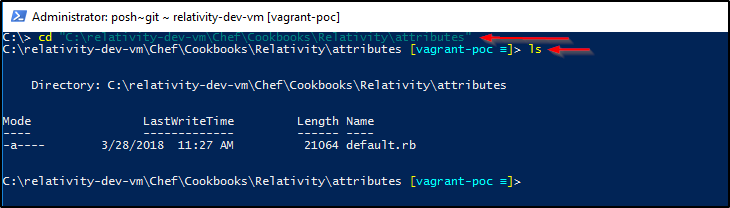 Administrator: posh~git ~ relativity-dev-vm [vagrant-poc]
C:\> cd "C:\relativity-dev-vm\Chef\Cookbooks\Relativity\attributes"
C:\relativity-dev-vm\Chef\Cookbooks\Relativity\attributes [vagrant-poc ≡]> ls
Directory: C:\relativity-dev-vm\Chef\Cookbooks\Relativity\attributes
Mode LastWriteTime Length Name
---- ------------- ------ ----
-a---- 3/28/2018 11:27 AM 21064 default.rb
C:\relativity-dev-vm\Chef\Cookbooks\Relativity\attributes [vagrant-poc ≡]>